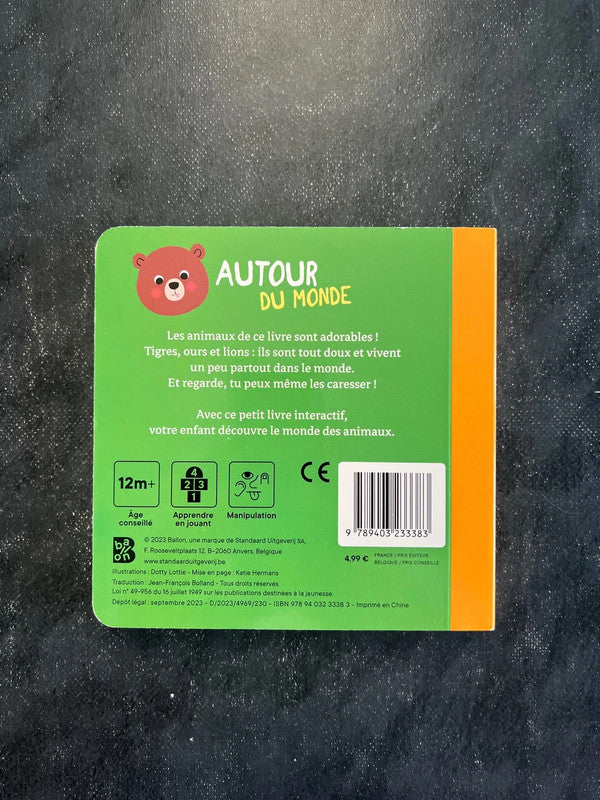 AUTOUR
DU MONDE
Les animaux de ce livre sont adorables !
Tigres, ours et lions : ils sont tout doux et vivent
un peu partout dans le monde.
Et regarde, tu peux même les caresser !
Avec ce petit livre interactif,
votre enfant découvre le monde des animaux.
12m+
Âge
conseillé
4
2 3
1
Apprendre
en jouant
Manipulation
CE
9 789403 233383
4,99 € FRANCE / PRIX ÉDITEUR
BELGIQUE / PRIX CONSEILLÉ
ballon
© 2023 Ballon, une marque de Standaard Uitgeverij SA,
F. Rooseveltplaats 12, B-2060 Anvers, Belgique
www.standaarduitgeverij.be
Illustrations : Dotty Lottie - Mise en page : Katie Hermans
Traduction : Jean-François Bolland - Tous droits réservés
Loi n° 49-956 du 16 juillet 1949 sur les publications destinées à la jeunesse.
Dépôt légal : septembre 2023 - D/2023/4969/230 - ISBN 978 94 032 3338 3 - Imprimé en Chine